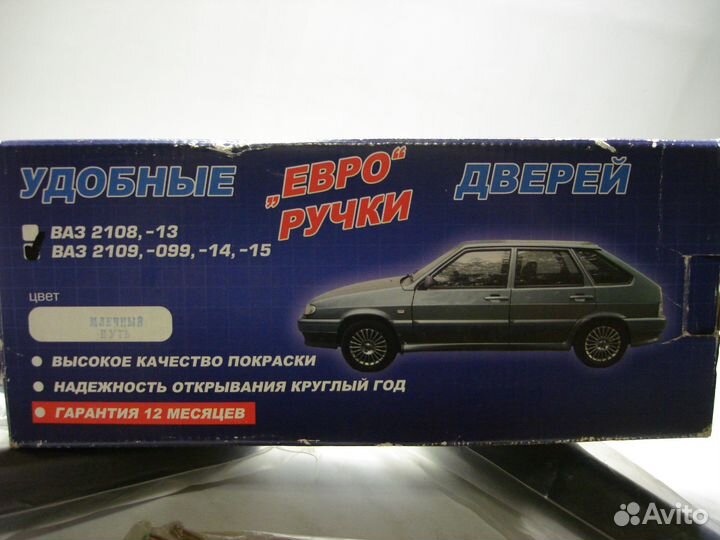 УДОБНЫЕ „ЕВРО“ ДВЕРЕЙ
РУЧКИ
ВАЗ 2108, -13
ВАЗ 2109, -099, -14, -15
цвет
МЛЕЧНЫЙ
ПУТЬ
• ВЫСОКОЕ КАЧЕСТВО ПОКРАСКИ
• НАДЕЖНОСТЬ ОТКРЫВАНИЯ КРУГЛЫЙ ГОД
• ГАРАНТИЯ 12 МЕСЯЦЕВ
Avito